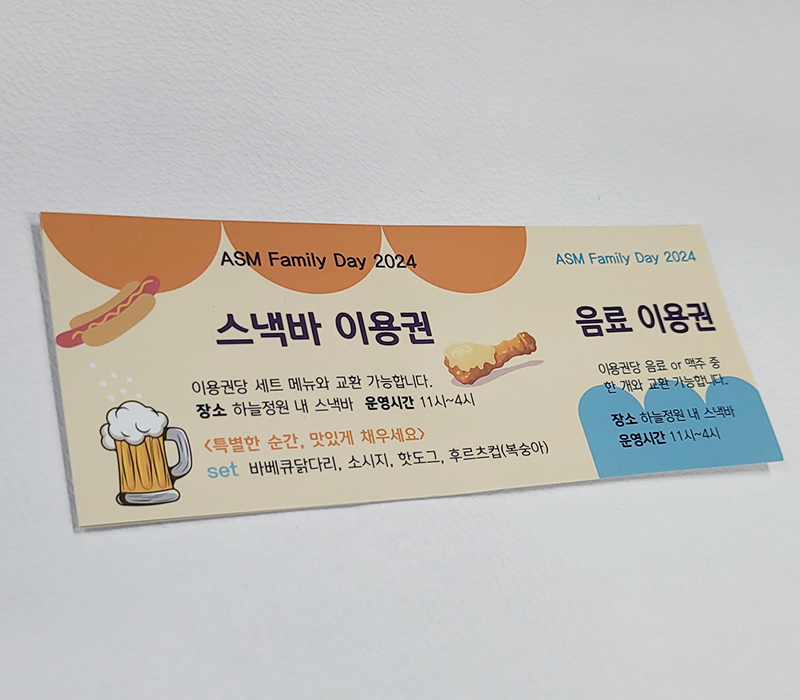 ASM Family Day 2024
스낵바 이용권
이용권당 세트 메뉴와 교환 가능합니다.
장소 하늘정원 내 스낵바 운영시간 11시~4시
<특별한 순간, 맛있게 채우세요>
set 바베큐닭다리, 소시지, 핫도그, 후르츠컵(복숭아)
ASM Family Day 2024
음료 이용권
이용권당 음료 or 맥주 중
한 개와 교환 가능합니다.
장소 하늘정원 내 스낵바
운영시간 11시~4시